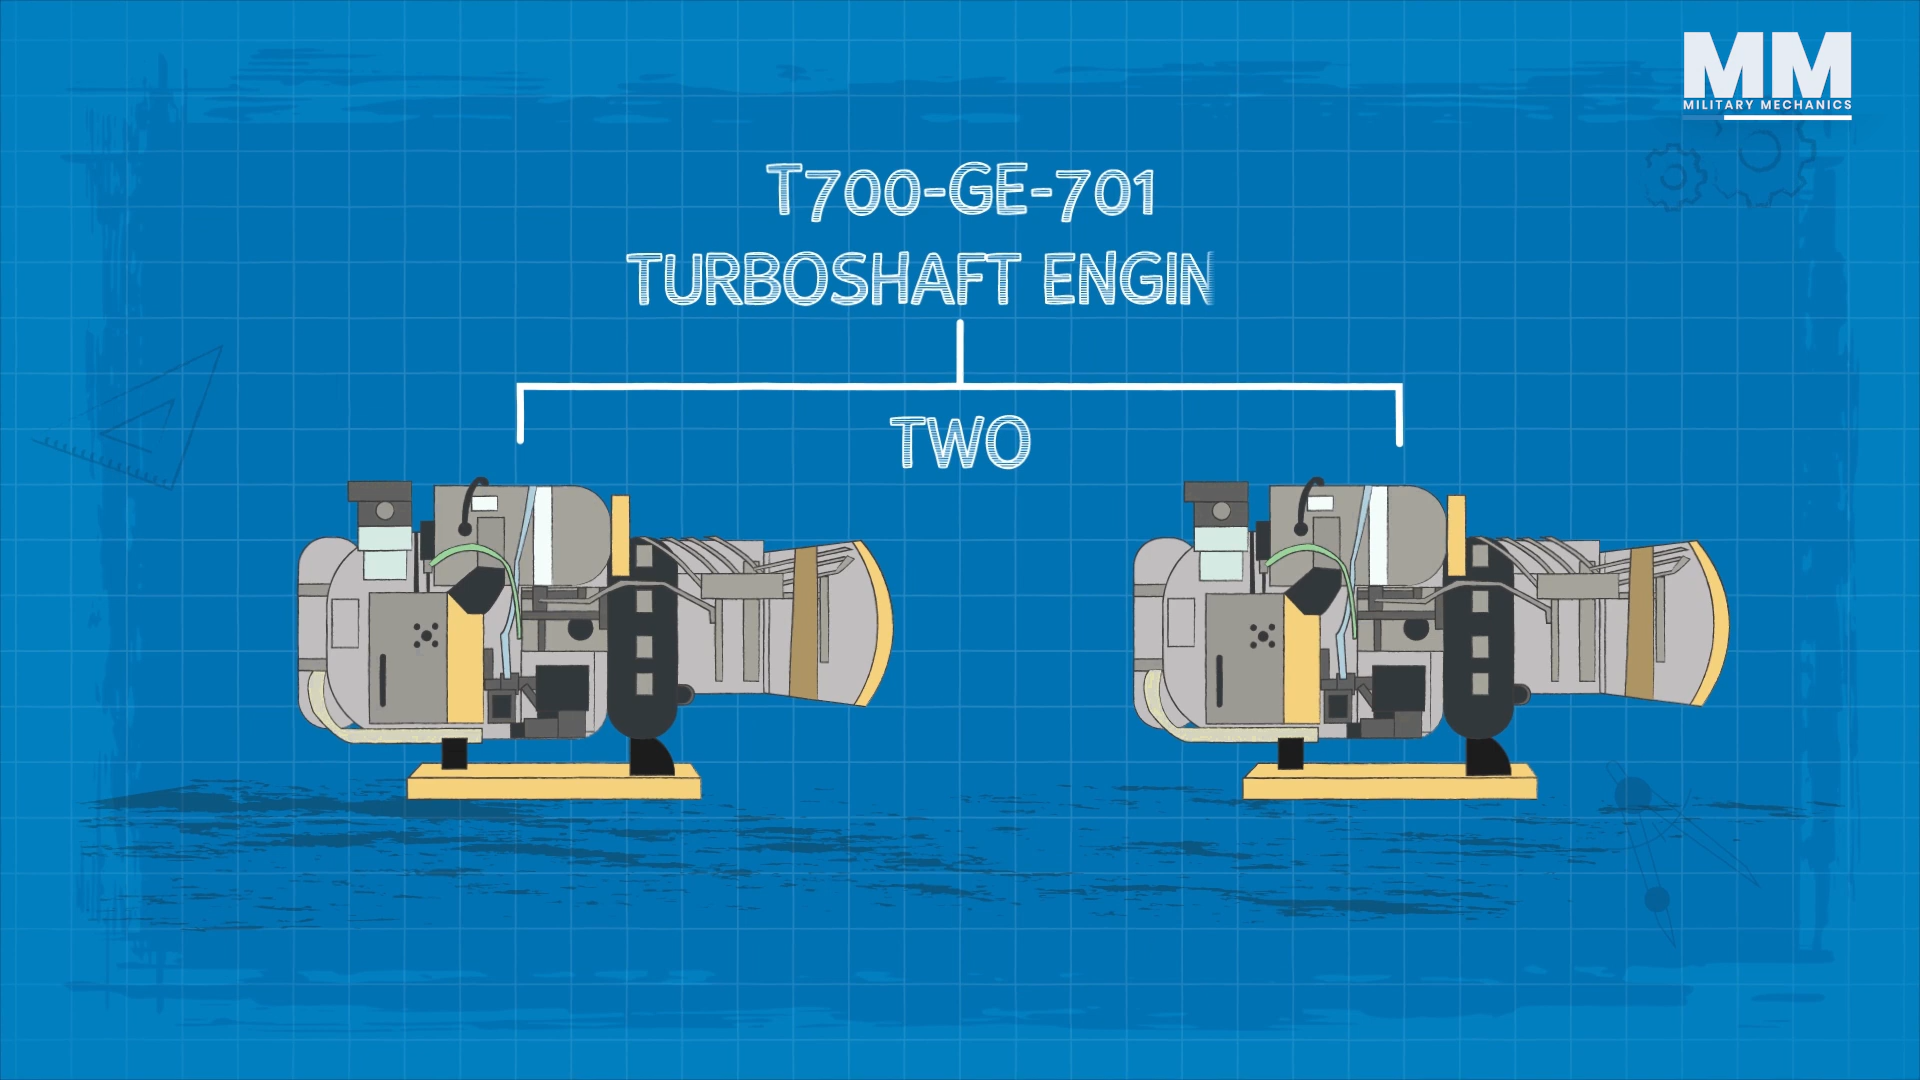 MM
MILITARY MECHANICS
T700-GE-701
TURBOSHAFT ENGIN
TWO